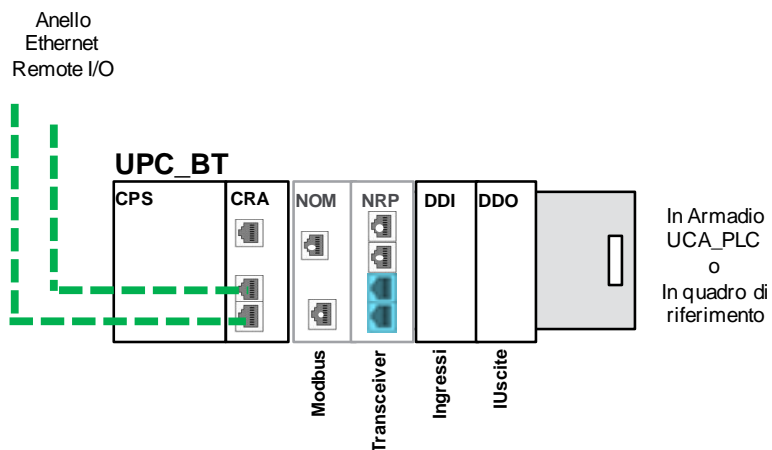 Anello
Ethernet
Remote I/O
UPC_BT
CPS
CRA
NOM
NRP
DDI
DDO
In Armadio
UCA_PLC
o
In quadro di
riferimento
Modbus
Transceiver
Ingressi
IUscite